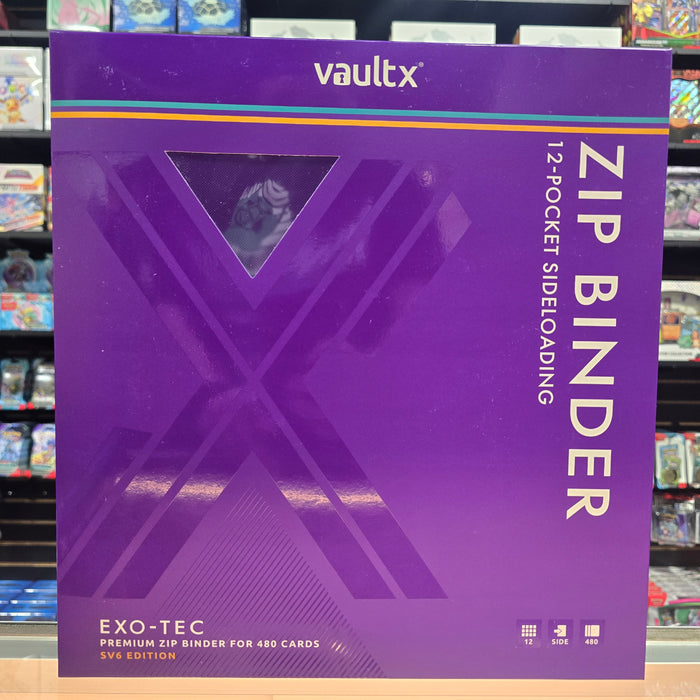 vaultx®
ZIP BINDER
12-POCKET SIDELOADING
EXO-TEC
PREMIUM ZIP BINDER FOR 480 CARDS
SV6 EDITION
12
SIDE
480